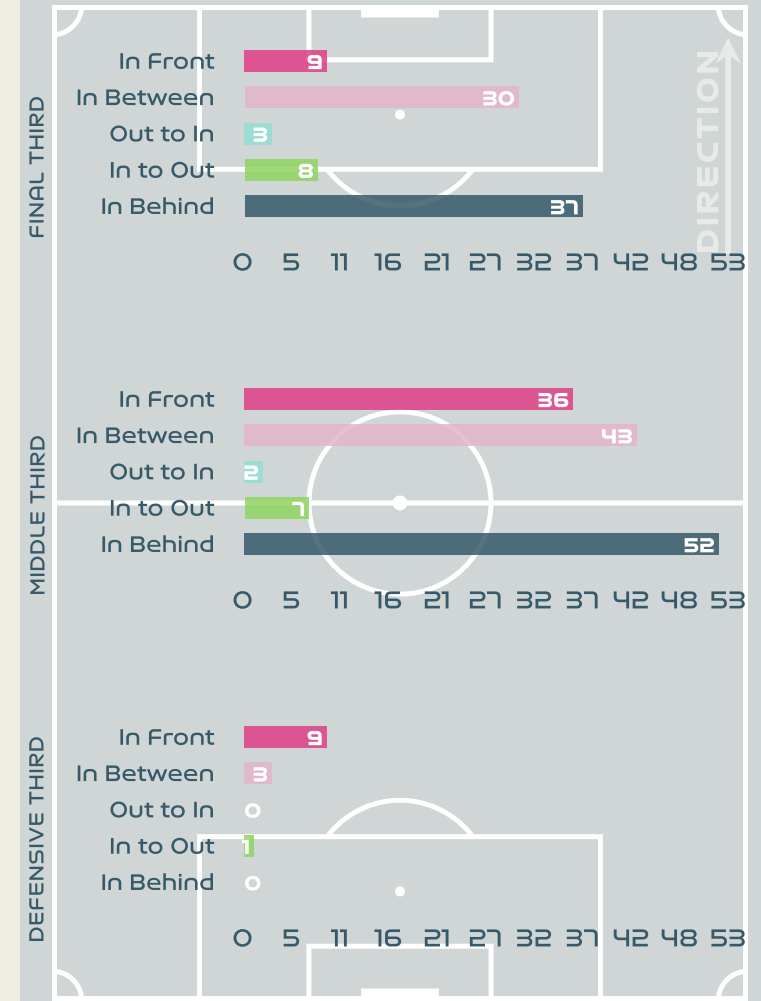 FINAL THIRD
In Front 9
In Between 30
Out to In 3
In to Out 8
In Behind 37
0 5 11 16 21 27 32 37 42 48 53
DIRECTION
MIDDLE THIRD
In Front 36
In Between 43
Out to In 2
In to Out 7
In Behind 52
0 5 11 16 21 27 32 37 42 48 53
DEFENSIVE THIRD
In Front 9
In Between 3
Out to In 0
In to Out 1
In Behind 0
0 5 11 16 21 27 32 37 42 48 53